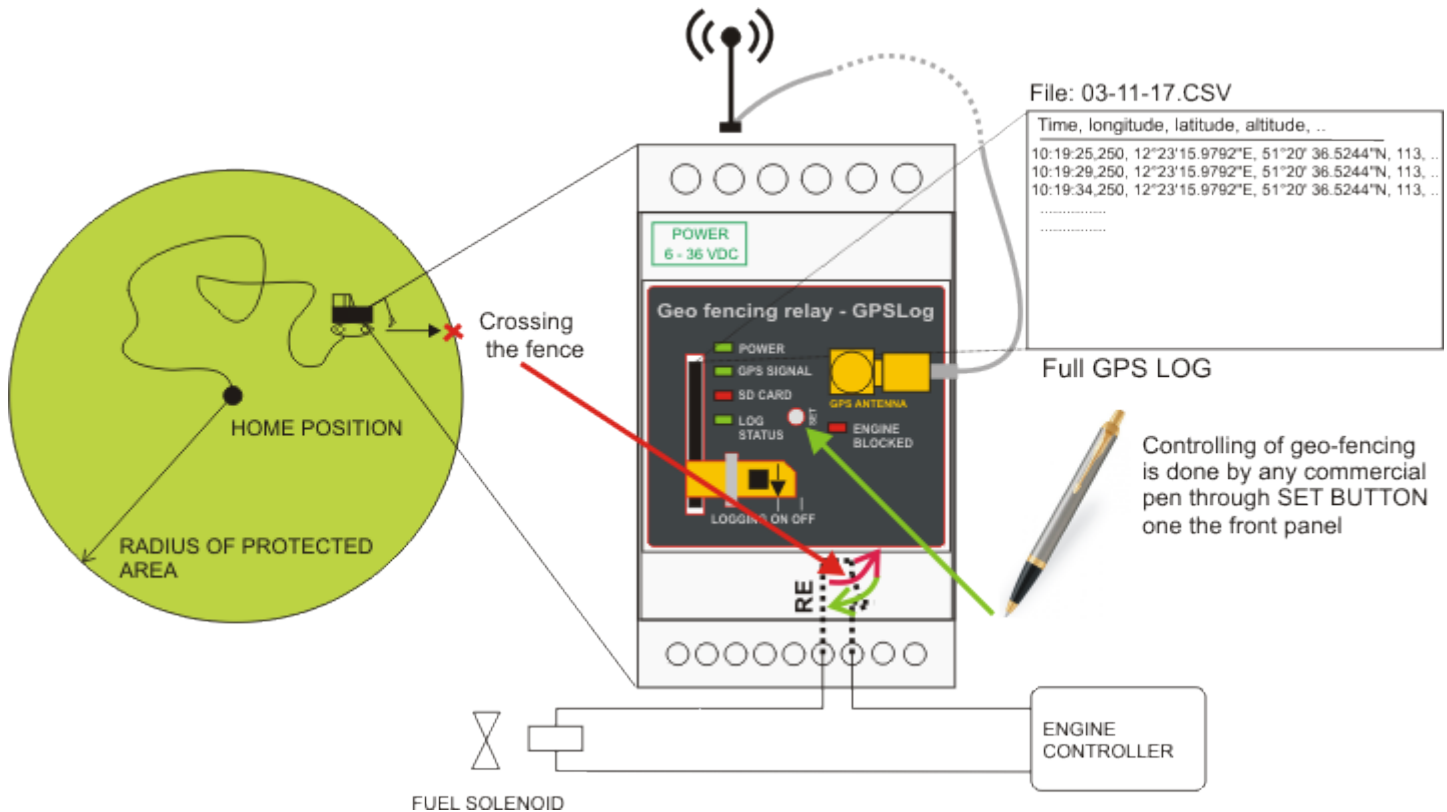 File: 03-11-17.CSV
Time, longitude, latitude, altitude, ..
10:19:25,250, 12°23'15.9792"E, 51°20' 36.5244"N, 113, ..
10:19:29,250, 12°23'15.9792"E, 51°20' 36.5244"N, 113, ..
10:19:34,250, 12°23'15.9792"E, 51°20' 36.5244"N, 113, ..
................
................
Full GPS LOG
POWER
6 - 36 VDC
Geo fencing relay - GPSLog
POWER
GPS SIGNAL
SD CARD
LOG
STATUS
SET
GPS ANTENNA
ENGINE
BLOCKED
LOGGING ON OFF
Crossing
the fence
HOME POSITION
RADIUS OF PROTECTED
AREA
Controlling of geo-fencing
is done by any commercial
pen through SET BUTTON
one the front panel
RE
ENGINE
CONTROLLER
FUEL SOLENOID